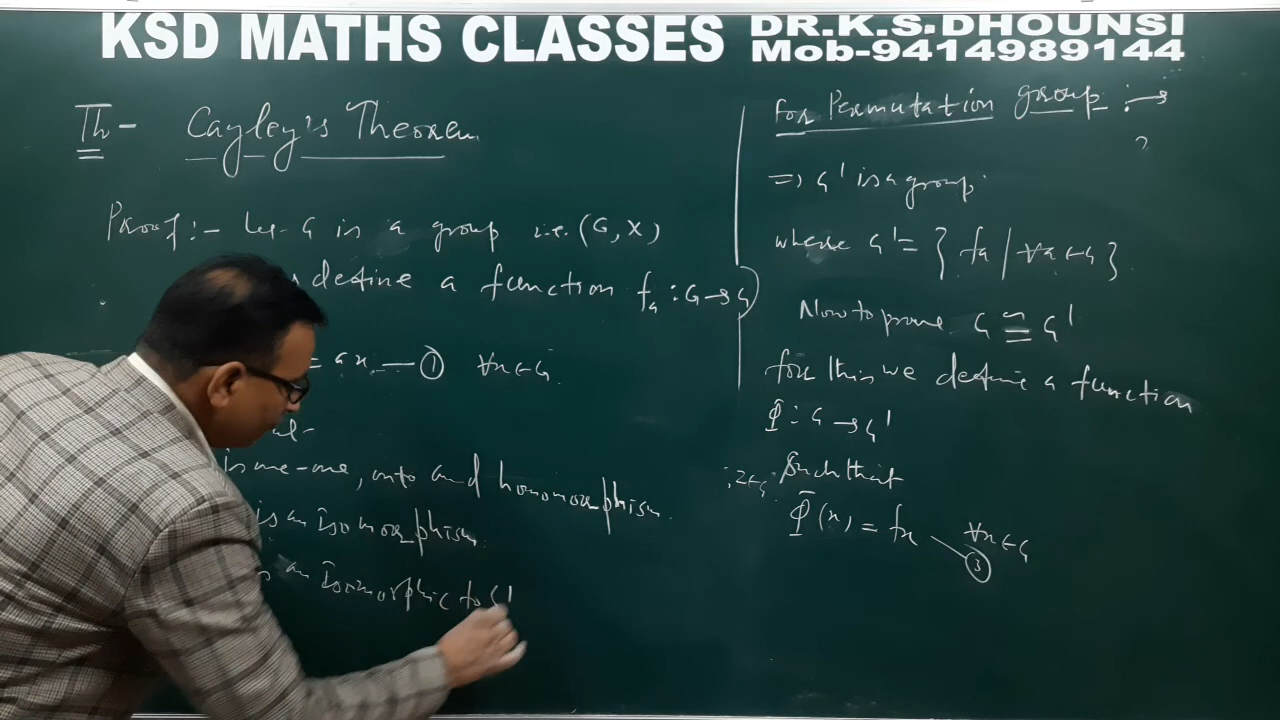 KSD MATHS CLASSES
DR.K.S.DHOUNSI
Mob-9414989144
Th- Cayley's Theorem
Proof:- Let G is a group i.e. (G, X)
define a function fₐ : G → G
= ax — ① ∀x∈G
is one-one, onto and homomorphism.
is an isomorphism.
an isomorphic to G'
for Permutation group :→
=> G' is a group.
where G' = { fa / ∀a∈G }
Now to prove G ≅ G'
for this we define a function
Φ : G → G'
Such that
Φ(x) = fx ∀x∈G
③